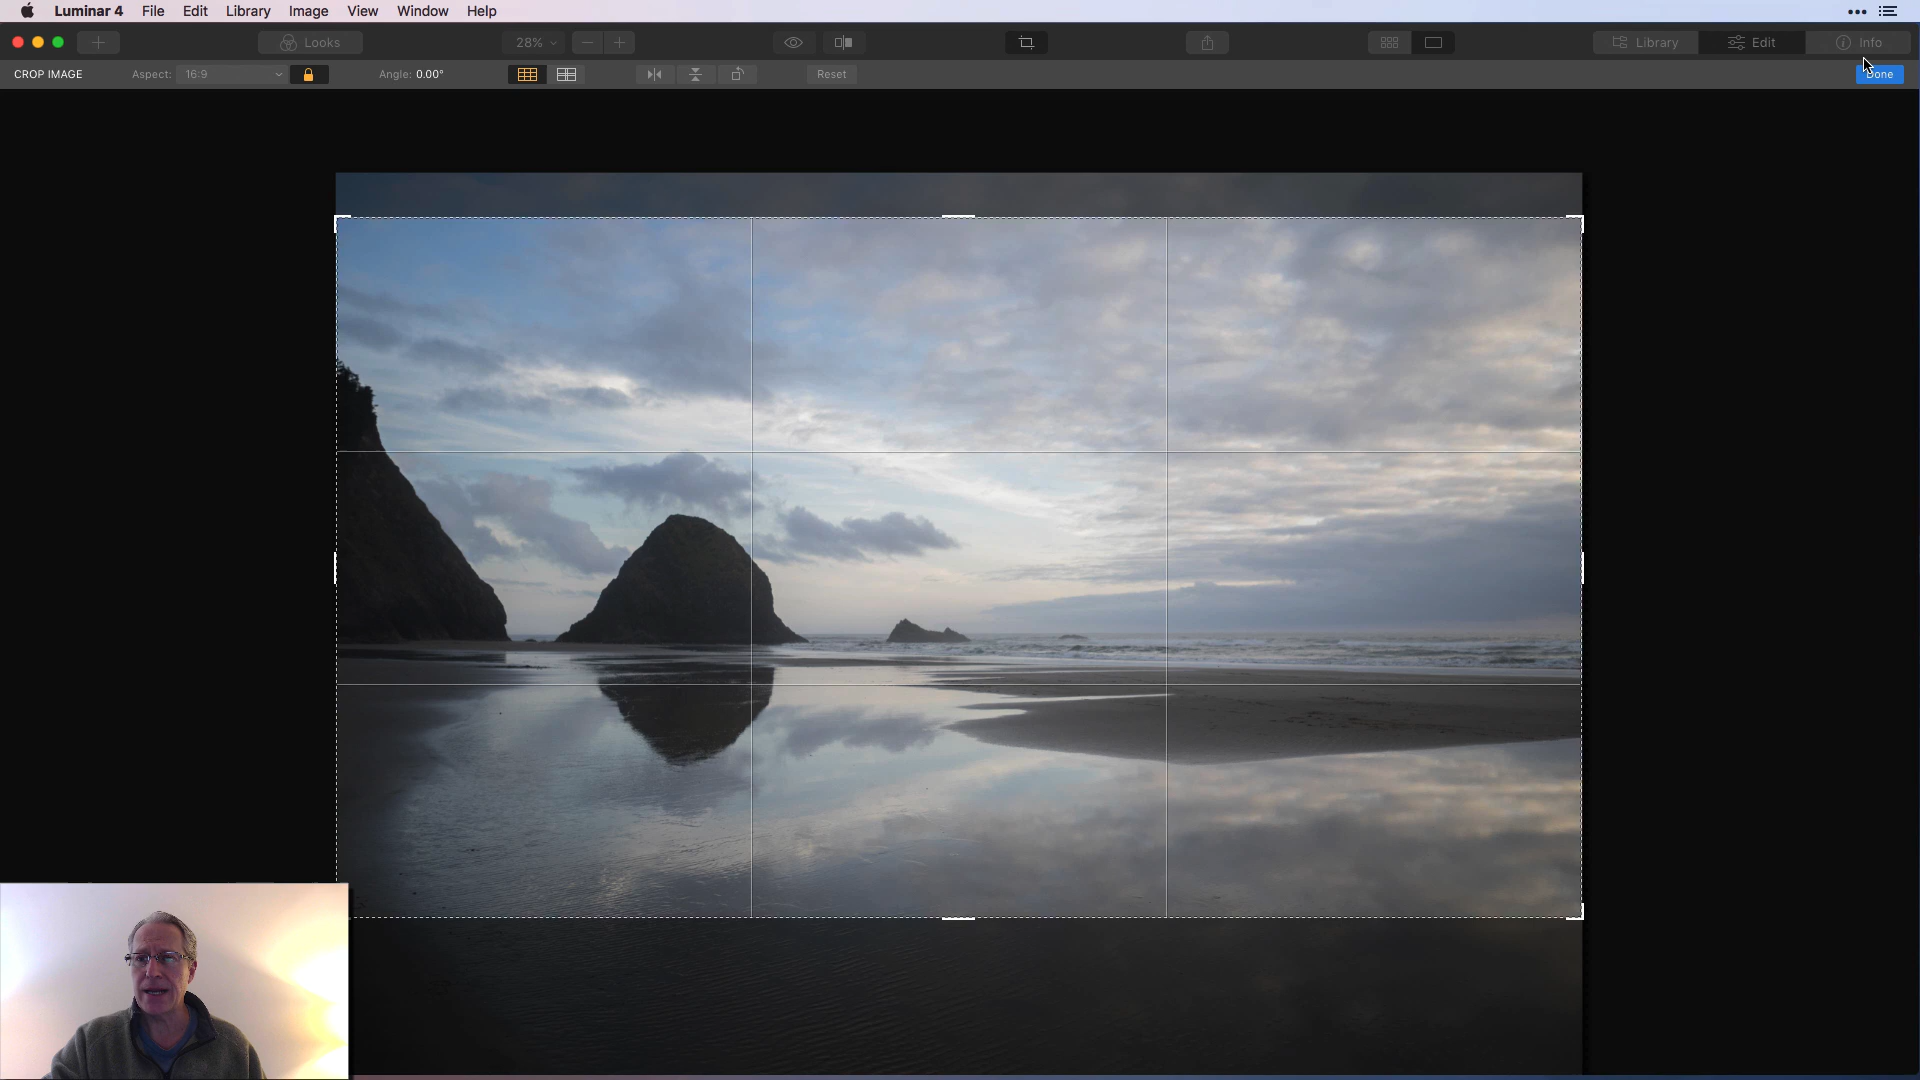 Luminar 4 File Edit Library Image View Window Help
Looks 28% Library Edit Info
CROP IMAGE Aspect: 16:9 Angle: 0.00° Reset Done